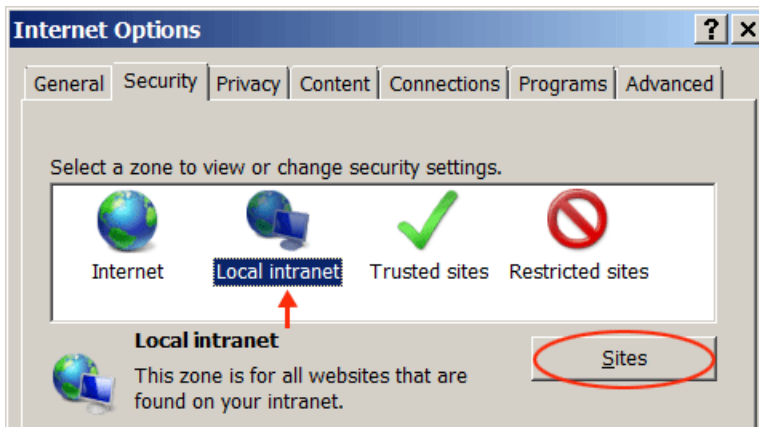 Internet Options
General Security Privacy Content Connections Programs Advanced
Select a zone to view or change security settings.
Internet Local intranet Trusted sites Restricted sites
Local intranet
Sites
This zone is for all websites that are
found on your intranet.